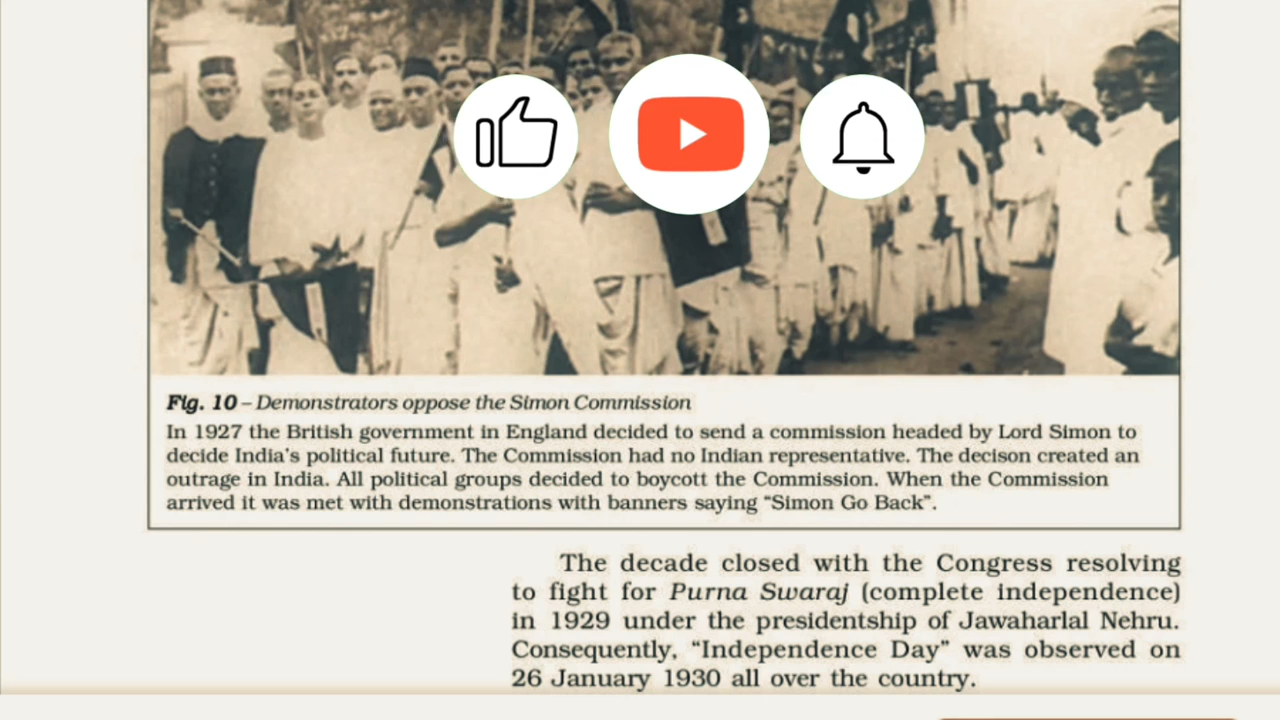 Fig. 10 – Demonstrators oppose the Simon Commission
In 1927 the British government in England decided to send a commission headed by Lord Simon to
decide India's political future. The Commission had no Indian representative. The decison created an
outrage in India. All political groups decided to boycott the Commission. When the Commission
arrived it was met with demonstrations with banners saying “Simon Go Back”.
The decade closed with the Congress resolving
to fight for Purna Swaraj (complete independence)
in 1929 under the presidentship of Jawaharlal Nehru.
Consequently, “Independence Day” was observed on
26 January 1930 all over the country.